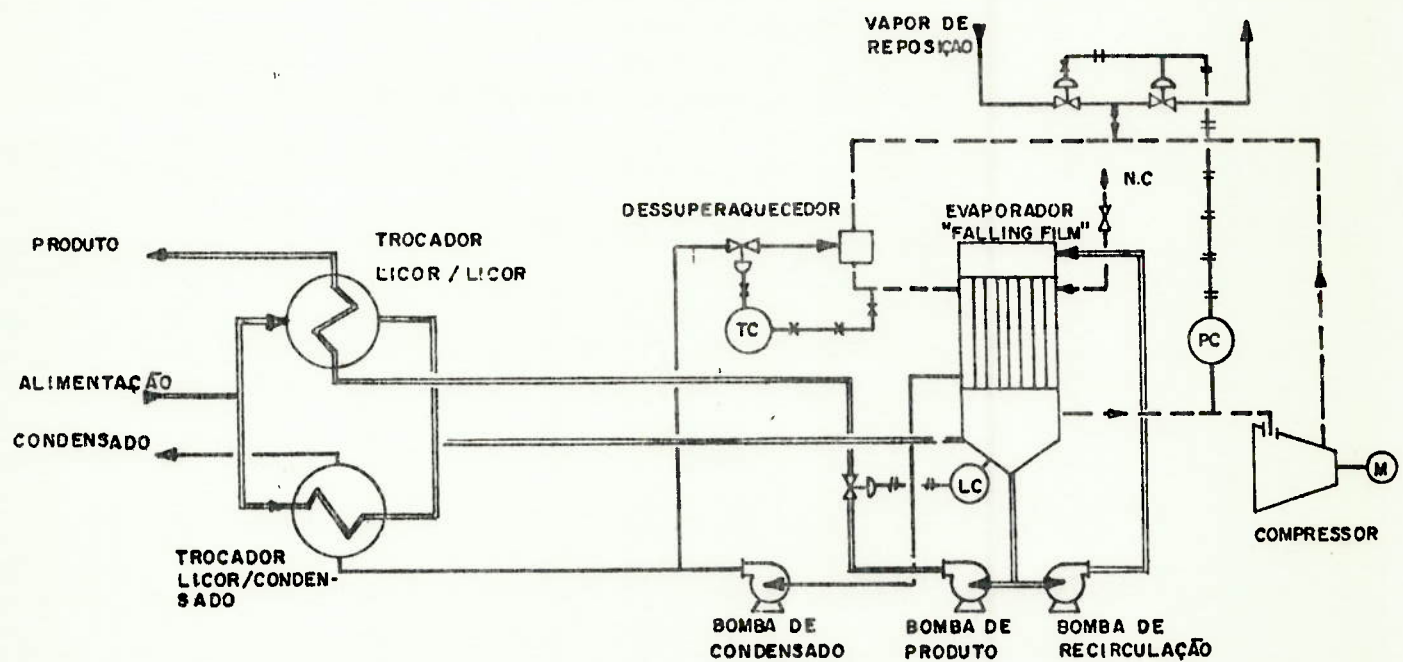 VAPOR DE
REPOSIÇÃO
N.C
DESSUPERAQUECEDOR
EVAPORADOR
"FALLING FILM"
PRODUTO
TROCADOR
LICOR / LICOR
TC
PC
ALIMENTAÇÃO
CONDENSADO
LC
M
COMPRESSOR
TROCADOR
LICOR/CONDEN-
SADO
BOMBA DE
CONDENSADO
BOMBA DE
PRODUTO
BOMBA DE
RECIRCULAÇÃO